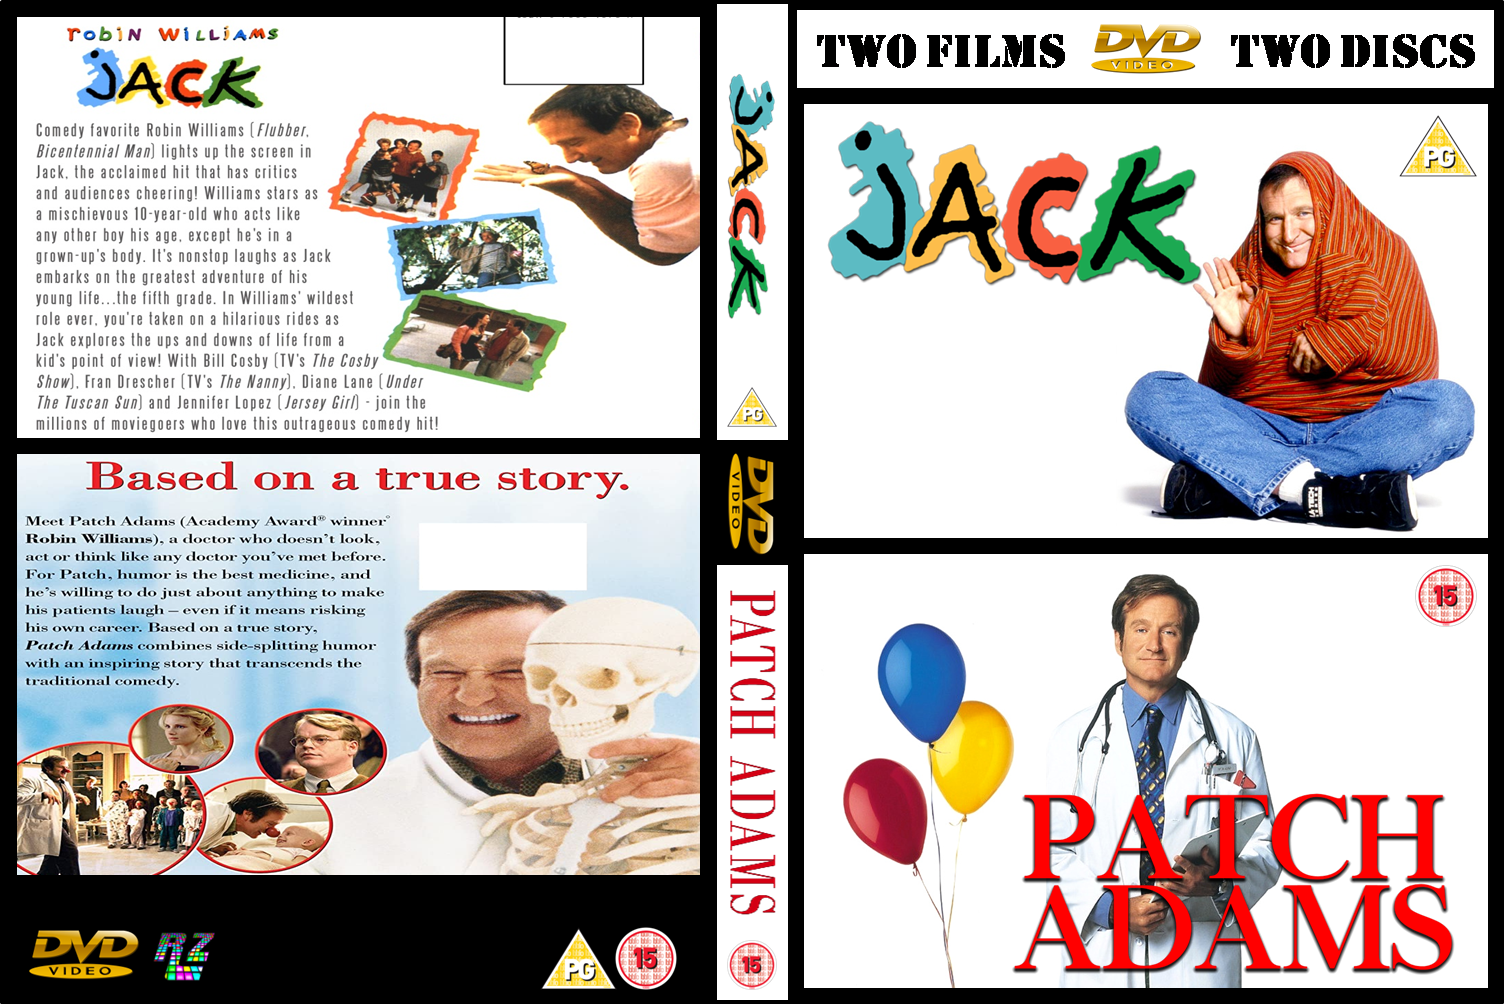 Robin Williams
JACK
Comedy favorite Robin Williams (Flubber,
Bicentennial Man) lights up the screen in
Jack, the acclaimed hit that has critics
and audiences cheering! Williams stars as
a mischievous 10-year-old who acts like
any other boy his age, except he's in a
grown-up's body. It's nonstop laughs as Jack
embarks on the greatest adventure of his
young life...the fifth grade. In Williams' wildest
role ever, you're taken on a hilarious rides as
Jack explores the ups and downs of life from a
kid's point of view! With Bill Cosby (TV's The Cosby
Show), Fran Drescher (TV's The Nanny), Diane Lane (Under
The Tuscan Sun) and Jennifer Lopez (Jersey Girl) - join the
millions of moviegoers who love this outrageous comedy hit!
Based on a true story.
Meet Patch Adams (Academy Award® winner°
Robin Williams), a doctor who doesn't look,
act or think like any doctor you've met before.
For Patch, humor is the best medicine, and
he's willing to do just about anything to make
his patients laugh – even if it means risking
his own career. Based on a true story,
Patch Adams combines side-splitting humor
with an inspiring story that transcends the
traditional comedy.
DVD
VIDEO
PG
15
JACK
PG
DVD
VIDEO
PATCH ADAMS
15
TWO FILMS
DVD
VIDEO
TWO DISCS
JACK
PG
15
PATCH
ADAMS